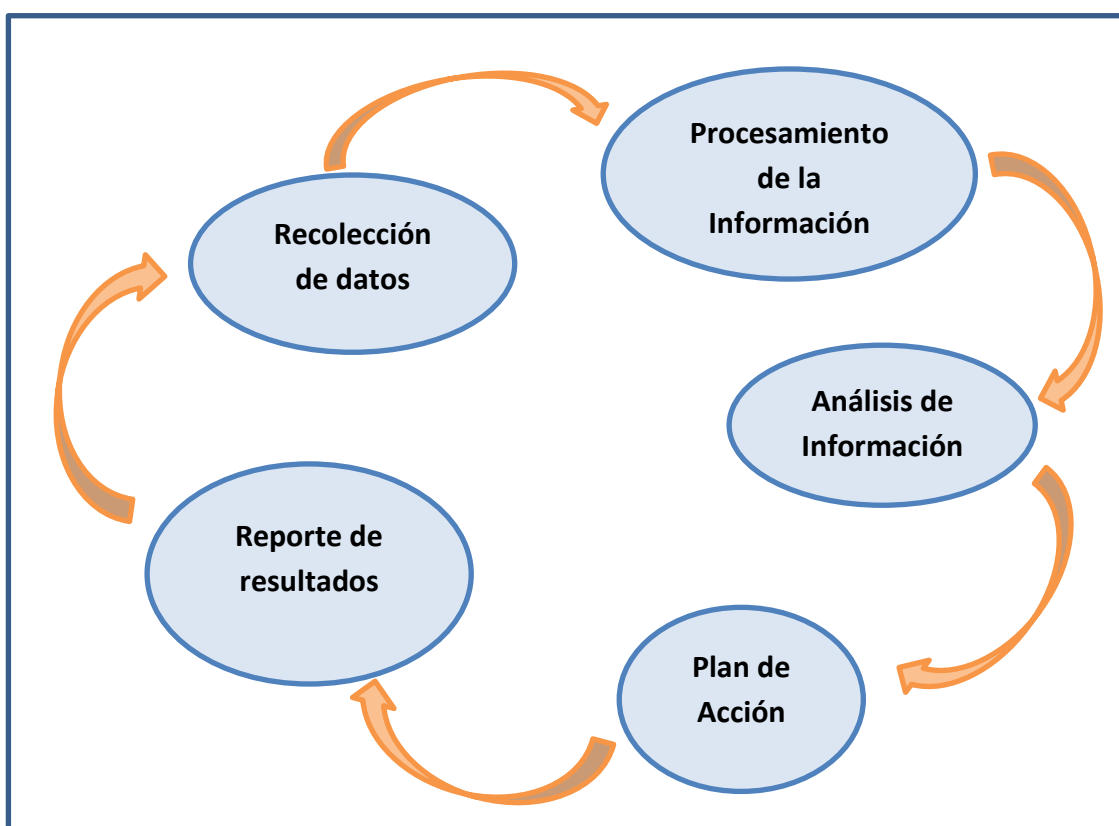 Procesamiento
de la
Información
Recolección
de datos
Análisis de
Información
Reporte de
resultados
Plan de
Acción